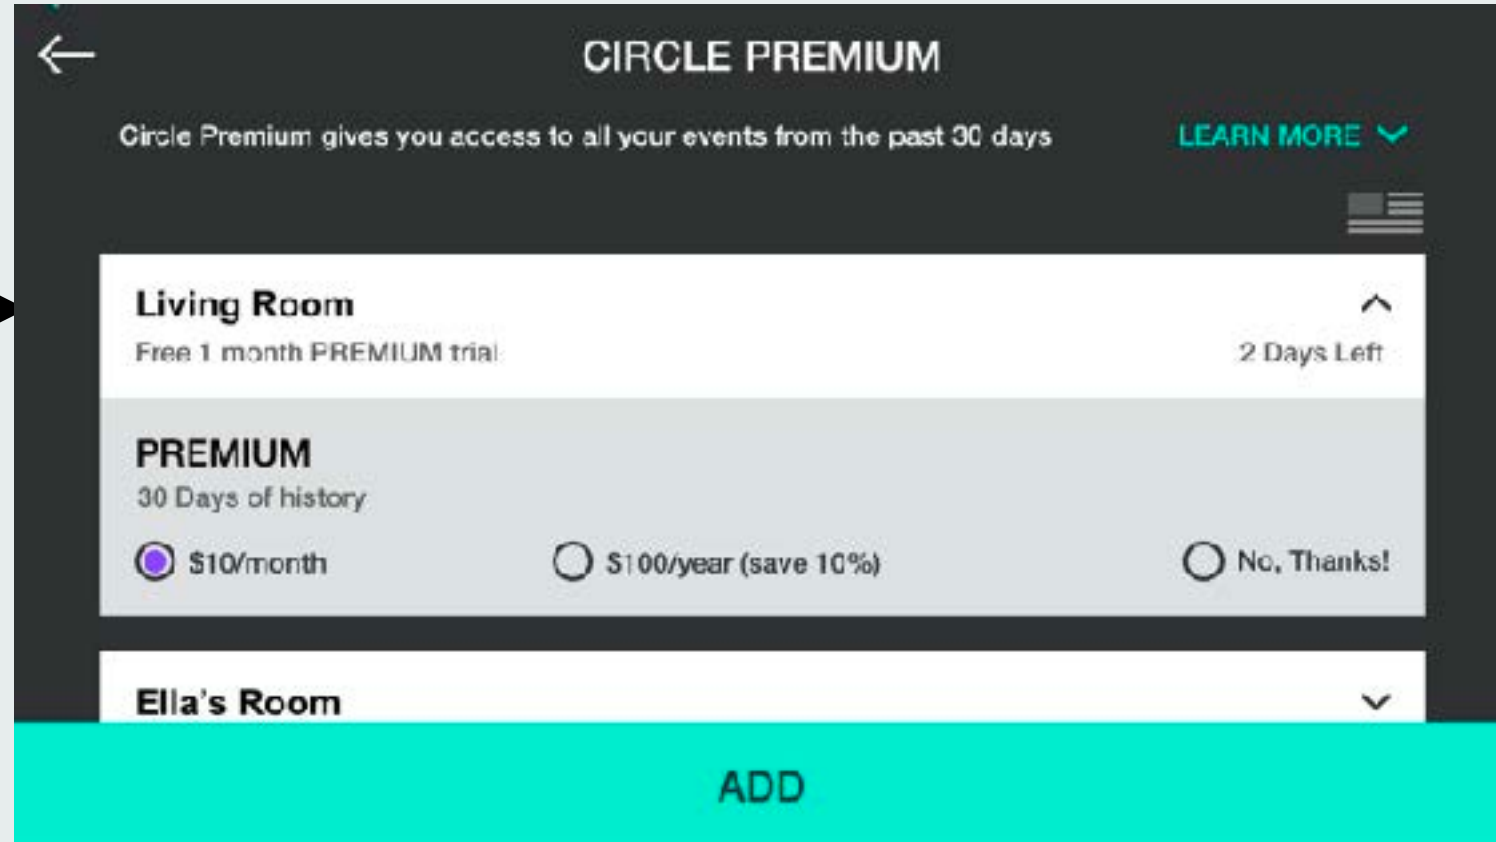 CIRCLE PREMIUM
Circle Premium gives you access to all your events from the past 30 days
LEARN MORE
Living Room
Free 1 month PREMIUM trial
2 Days Left
PREMIUM
30 Days of history
$10/month
$100/year (save 10%)
No, Thanks!
Ella's Room
ADD